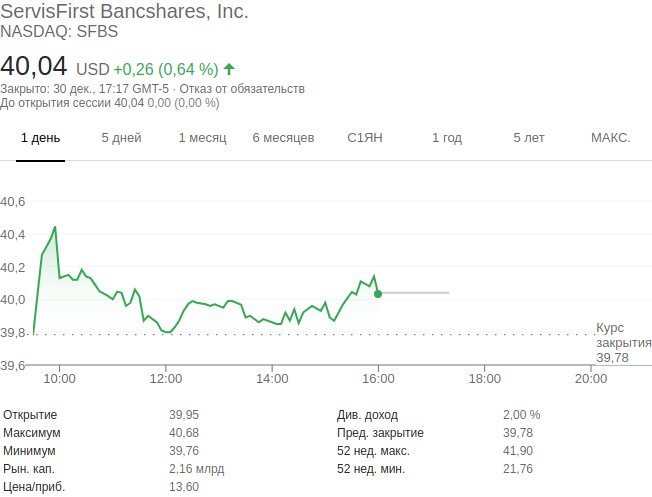 ServisFirst Bancshares, Inc.
NASDAQ: SFBS
40,04 USD +0,26 (0,64 %)
Закрыто: 30 дек., 17:17 GMT-5 · Отказ от обязательств
До открытия сессии 40,04 0,00 (0,00 %)
1 день 5 дней 1 месяц 6 месяцев С1ЯН 1 год 5 лет МАКС.
40,6
40,4
40,2
40,0
39,8
39,6
Курс
закрытия
39,78
10:00 12:00 14:00 16:00 18:00 20:00
Открытие 39,95 Див. доход 2,00 %
Максимум 40,68 Пред. закрытие 39,78
Минимум 39,76 52 нед. макс. 41,90
Рын. кап. 2,16 млрд 52 нед. мин. 21,76
Цена/приб. 13,60